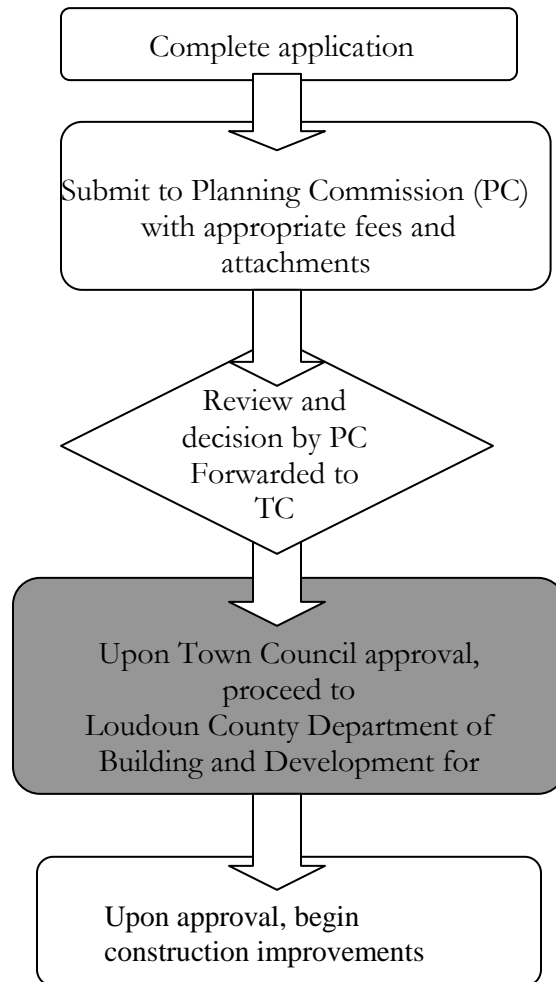 Complete application
Submit to Planning Commission (PC)
with appropriate fees and
attachments
Review and
decision by PC
Forwarded to
TC
Upon Town Council approval,
proceed to
Loudoun County Department of
Building and Development for
Upon approval, begin
construction improvements